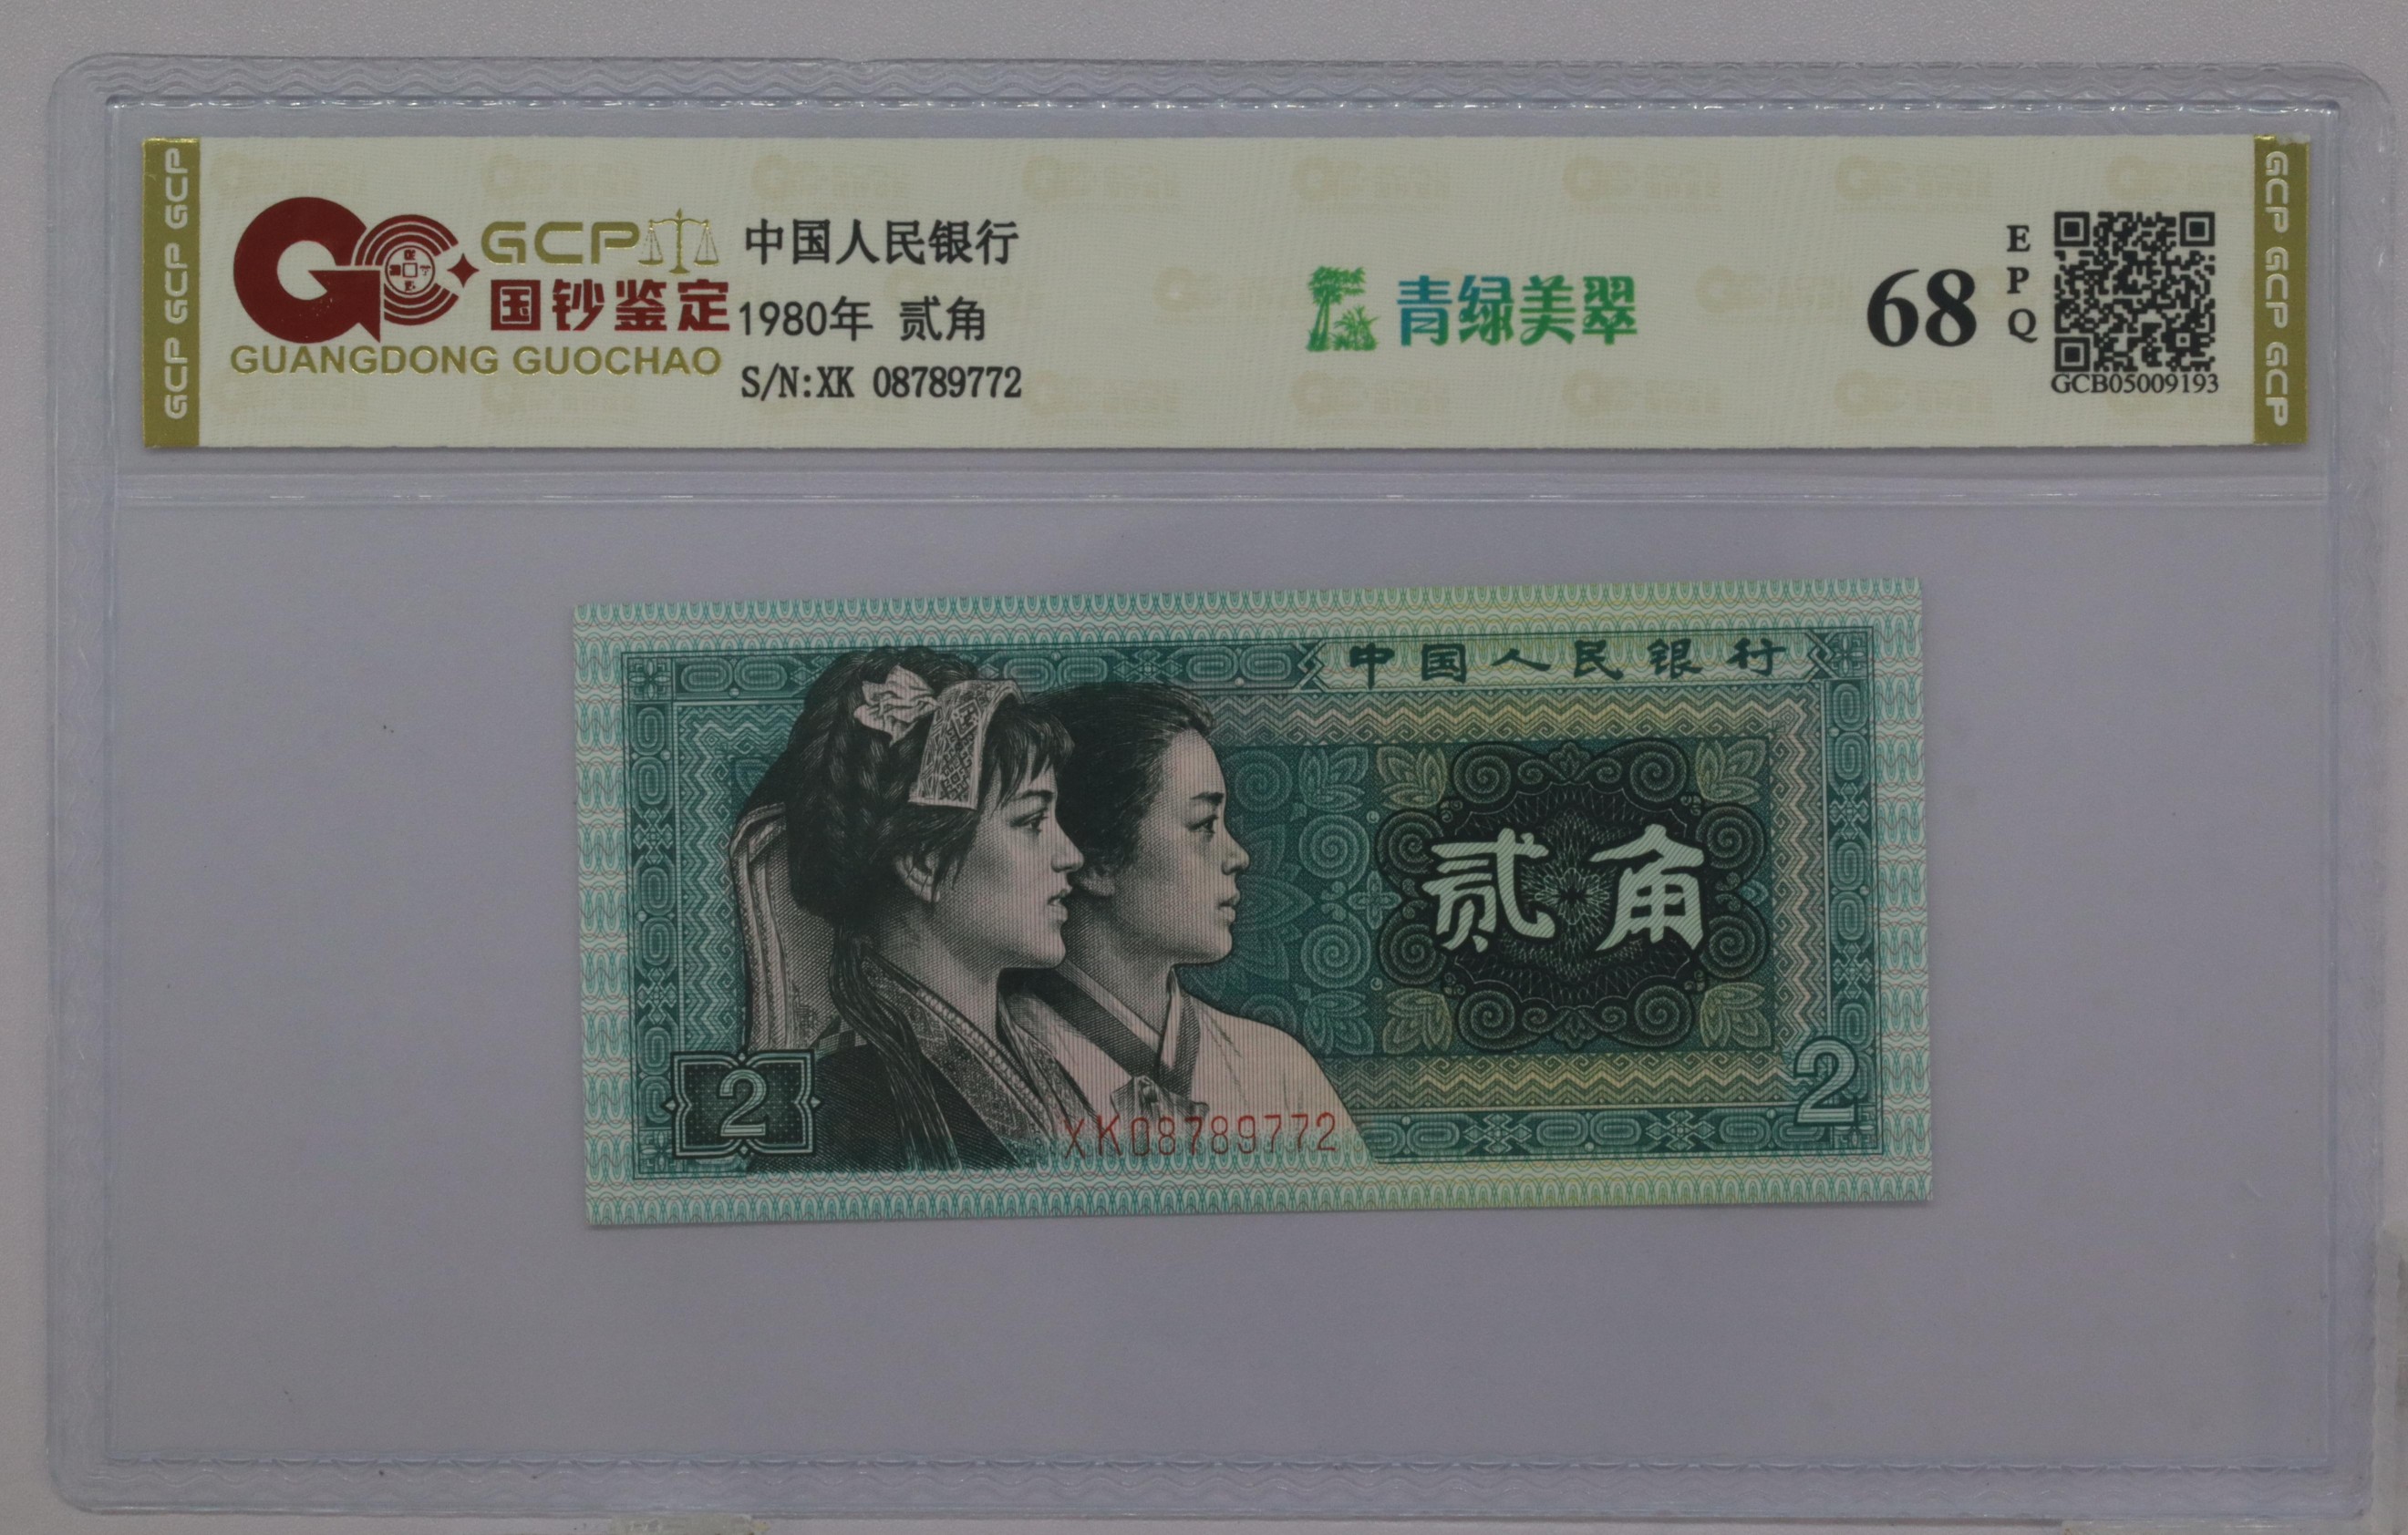 GCP GCP GCP
GCP
国钞鉴定
GUANGDONG GUOCHAO
中国人民银行
1980年 贰角
S/N:XK 08789772
青绿美翠
68
EPQ
GCB05009193
GCP GCP GCP
中国人民银行
贰角
2
2
XK08789772